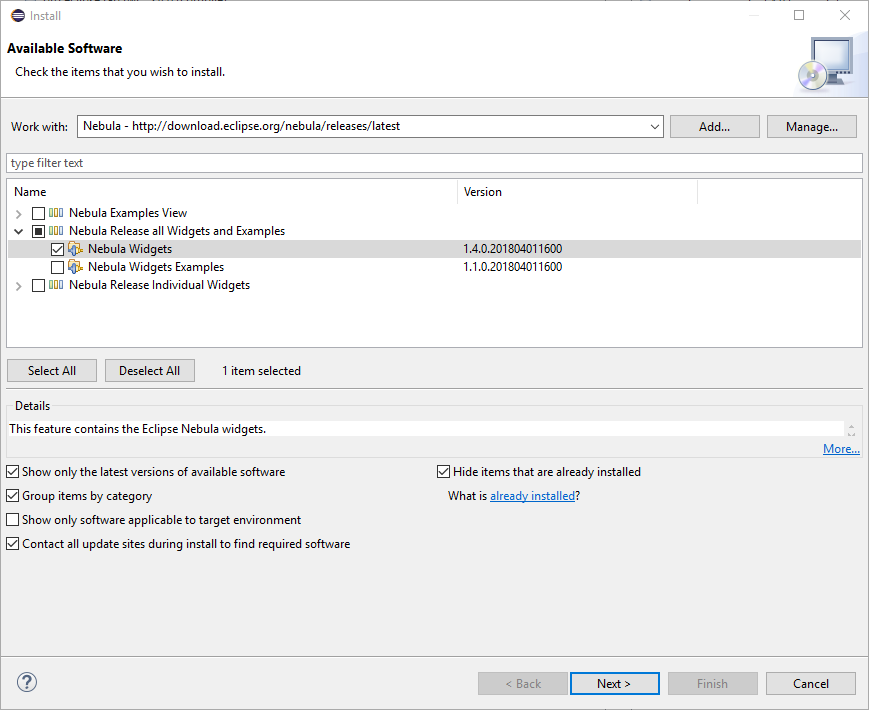 Install
Available Software
Check the items that you wish to install.
Work with: Nebula - http://download.eclipse.org/nebula/releases/latest Add... Manage...
type filter text
Name Version
Nebula Examples View
Nebula Release all Widgets and Examples
Nebula Widgets 1.4.0.201804011600
Nebula Widgets Examples 1.1.0.201804011600
Nebula Release Individual Widgets
Select All Deselect All 1 item selected
Details
This feature contains the Eclipse Nebula widgets.
More...
Show only the latest versions of available software Hide items that are already installed
Group items by category What is already installed?
Show only software applicable to target environment
Contact all update sites during install to find required software
? < Back Next > Finish Cancel